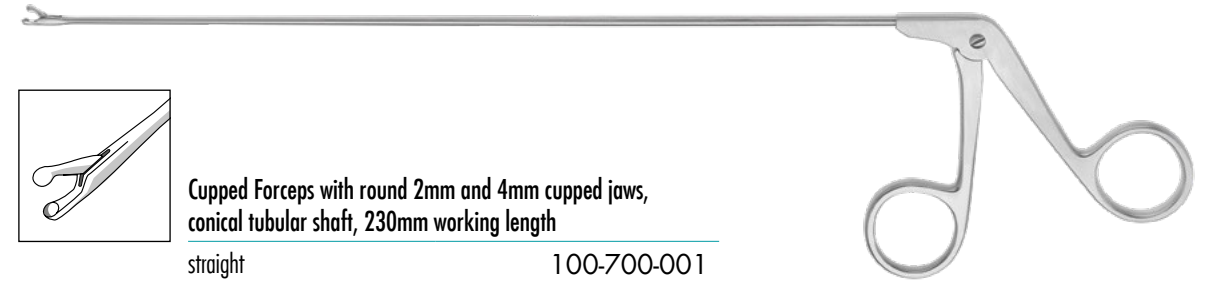 Cupped Forceps with round 2mm and 4mm cupped jaws,
conical tubular shaft, 230mm working length
straight 100-700-001